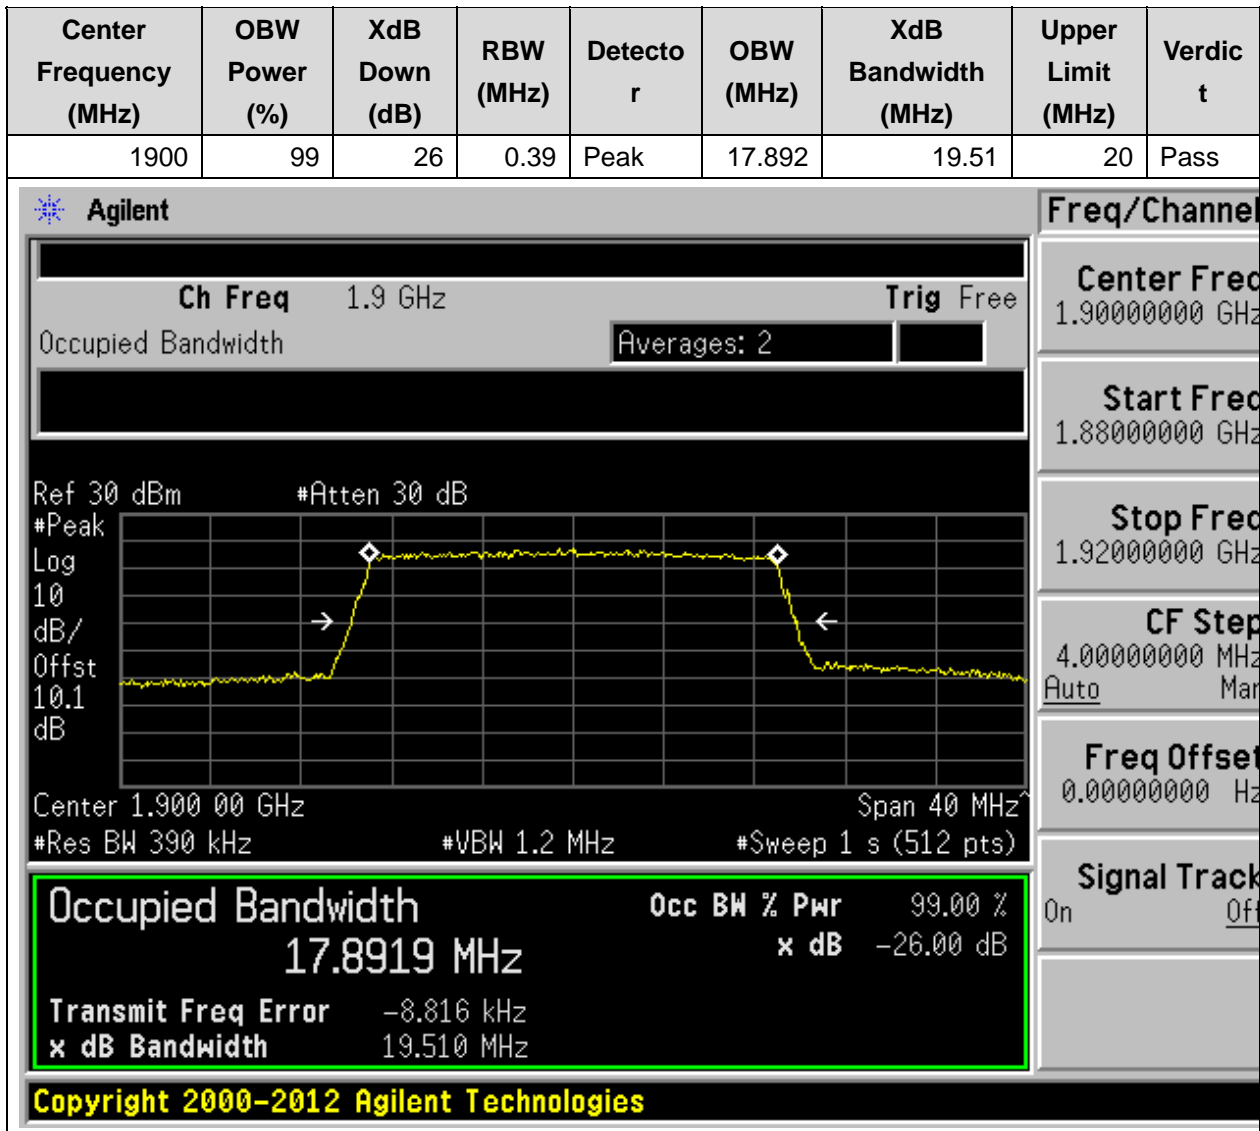 Center Frequency (MHz) OBW Power (%) XdB Down (dB) RBW (MHz) Detecto r OBW (MHz) XdB Bandwidth (MHz) Upper Limit (MHz) Verdic t
1900 99 26 0.39 Peak 17.892 19.51 20 Pass
Agilent
Ch Freq 1.9 GHz Trig Free
Occupied Bandwidth Averages: 2
Ref 30 dBm #Atten 30 dB
#Peak
Log
10
dB/
Offst
10.1
dB
Center 1.900 00 GHz Span 40 MHz^
#Res BW 390 kHz #VBW 1.2 MHz #Sweep 1 s (512 pts)
Occupied Bandwidth Occ BW % Pwr 99.00 %
17.8919 MHz x dB -26.00 dB
Transmit Freq Error -8.816 kHz
x dB Bandwidth 19.510 MHz
Copyright 2000-2012 Agilent Technologies
Freq/Channel
Center Freq
1.90000000 GHz
Start Freq
1.88000000 GHz
Stop Freq
1.92000000 GHz
CF Step
4.00000000 MHz
Auto Man
Freq Offset
0.00000000 Hz
Signal Track
On Off